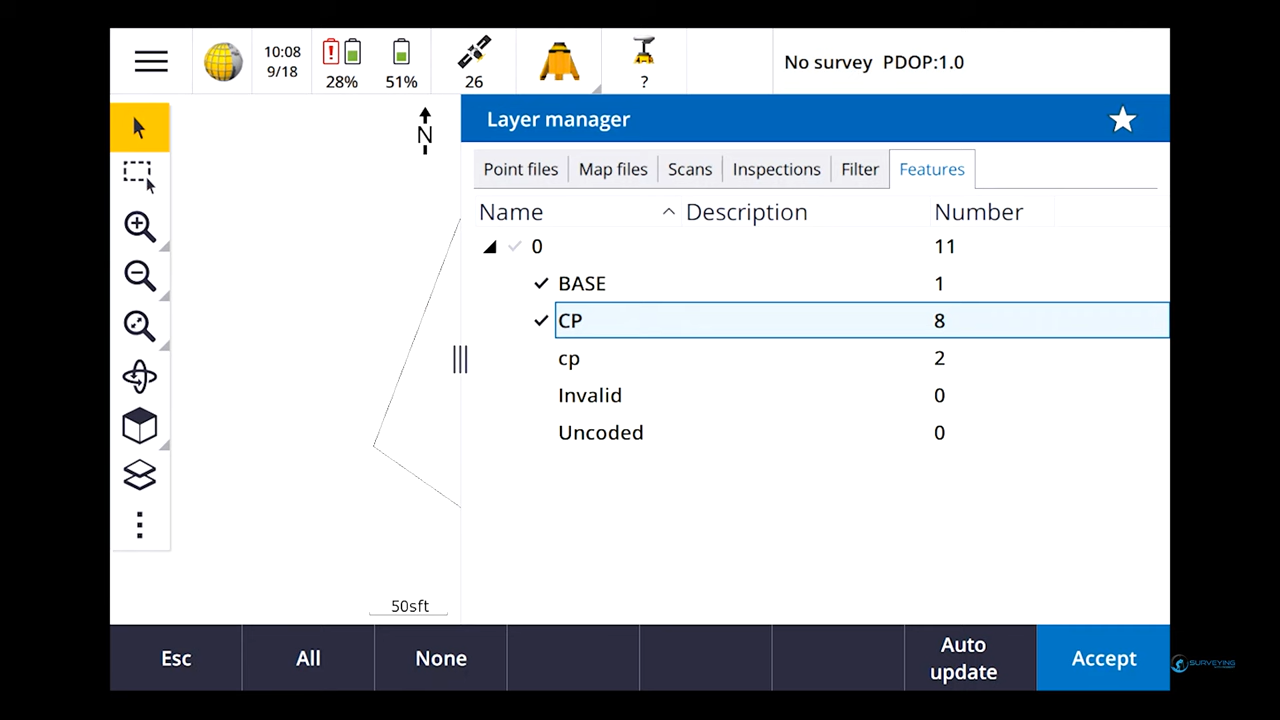 10:08
9/18
28%
51%
26
?
No survey PDOP:1.0
N
Layer manager
Point files
Map files
Scans
Inspections
Filter
Features
Name Description Number
0 11
BASE 1
CP 8
cp 2
Invalid 0
Uncoded 0
50sft
Esc
All
None
Auto
update
Accept
SURVEYING